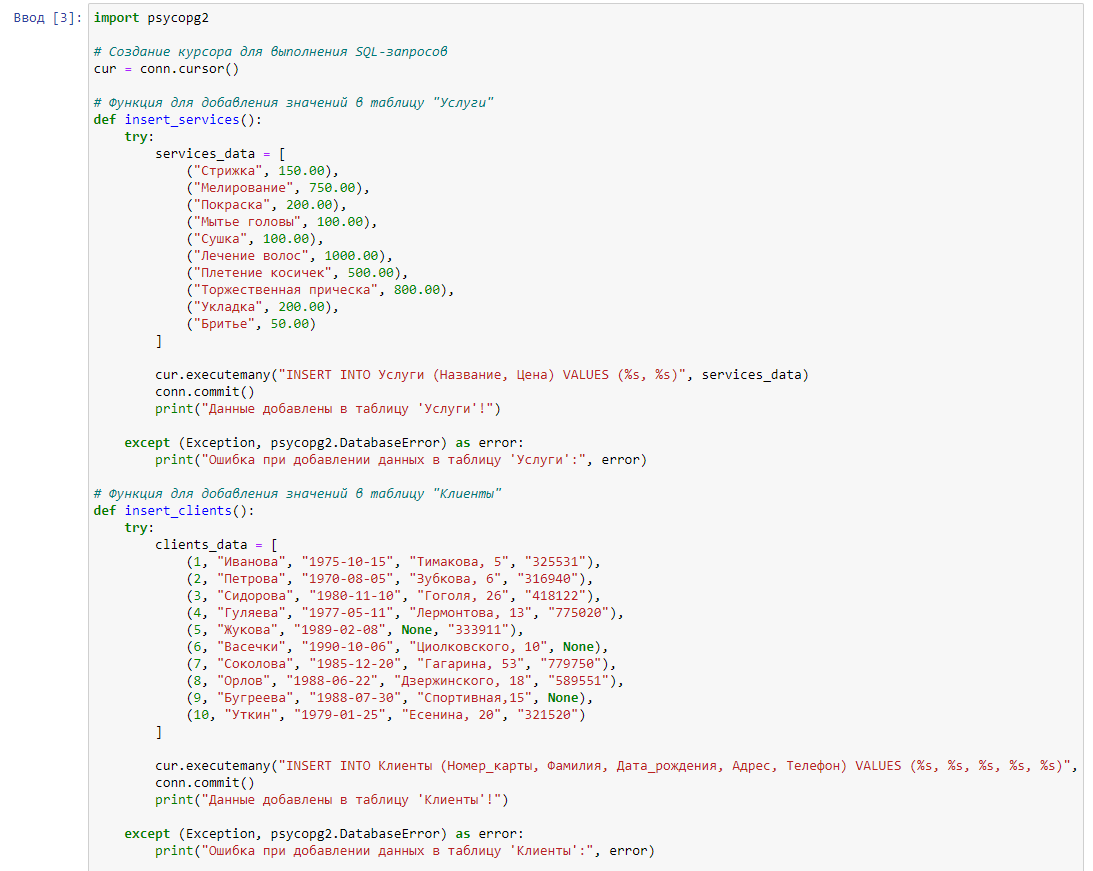 Ввод [3]: import psycopg2
# Создание курсора для выполнения SQL-запросов
cur = conn.cursor()
# Функция для добавления значений в таблицу "Услуги"
def insert_services():
    try:
        services_data = [
            ("Стрижка", 150.00),
            ("Мелирование", 750.00),
            ("Покраска", 200.00),
            ("Мытье головы", 100.00),
            ("Сушка", 100.00),
            ("Лечение волос", 1000.00),
            ("Плетение косичек", 500.00),
            ("Торжественная прическа", 800.00),
            ("Укладка", 200.00),
            ("Бритье", 50.00)
        ]
        cur.executemany("INSERT INTO Услуги (Название, Цена) VALUES (%s, %s)", services_data)
        conn.commit()
        print("Данные добавлены в таблицу 'Услуги'!")
    except (Exception, psycopg2.DatabaseError) as error:
        print("Ошибка при добавлении данных в таблицу 'Услуги':", error)
# Функция для добавления значений в таблицу "Клиенты"
def insert_clients():
    try:
        clients_data = [
            (1, "Иванова", "1975-10-15", "Тимакова, 5", "325531"),
            (2, "Петрова", "1970-08-05", "Зубкова, 6", "316940"),
            (3, "Сидорова", "1980-11-10", "Гоголя, 26", "418122"),
            (4, "Гуляева", "1977-05-11", "Лермонтова, 13", "775020"),
            (5, "Жукова", "1989-02-08", None, "333911"),
            (6, "Васечки", "1990-10-06", "Циолковского, 10", None),
            (7, "Соколова", "1985-12-20", "Гагарина, 53", "779750"),
            (8, "Орлов", "1988-06-22", "Дзержинского, 18", "589551"),
            (9, "Бугреева", "1988-07-30", "Спортивная,15", None),
            (10, "Уткин", "1979-01-25", "Есенина, 20", "321520")
        ]
        cur.executemany("INSERT INTO Клиенты (Номер_карты, Фамилия, Дата_рождения, Адрес, Телефон) VALUES (%s, %s, %s, %s, %s)",
        conn.commit()
        print("Данные добавлены в таблицу 'Клиенты'!")
    except (Exception, psycopg2.DatabaseError) as error:
        print("Ошибка при добавлении данных в таблицу 'Клиенты':", error)